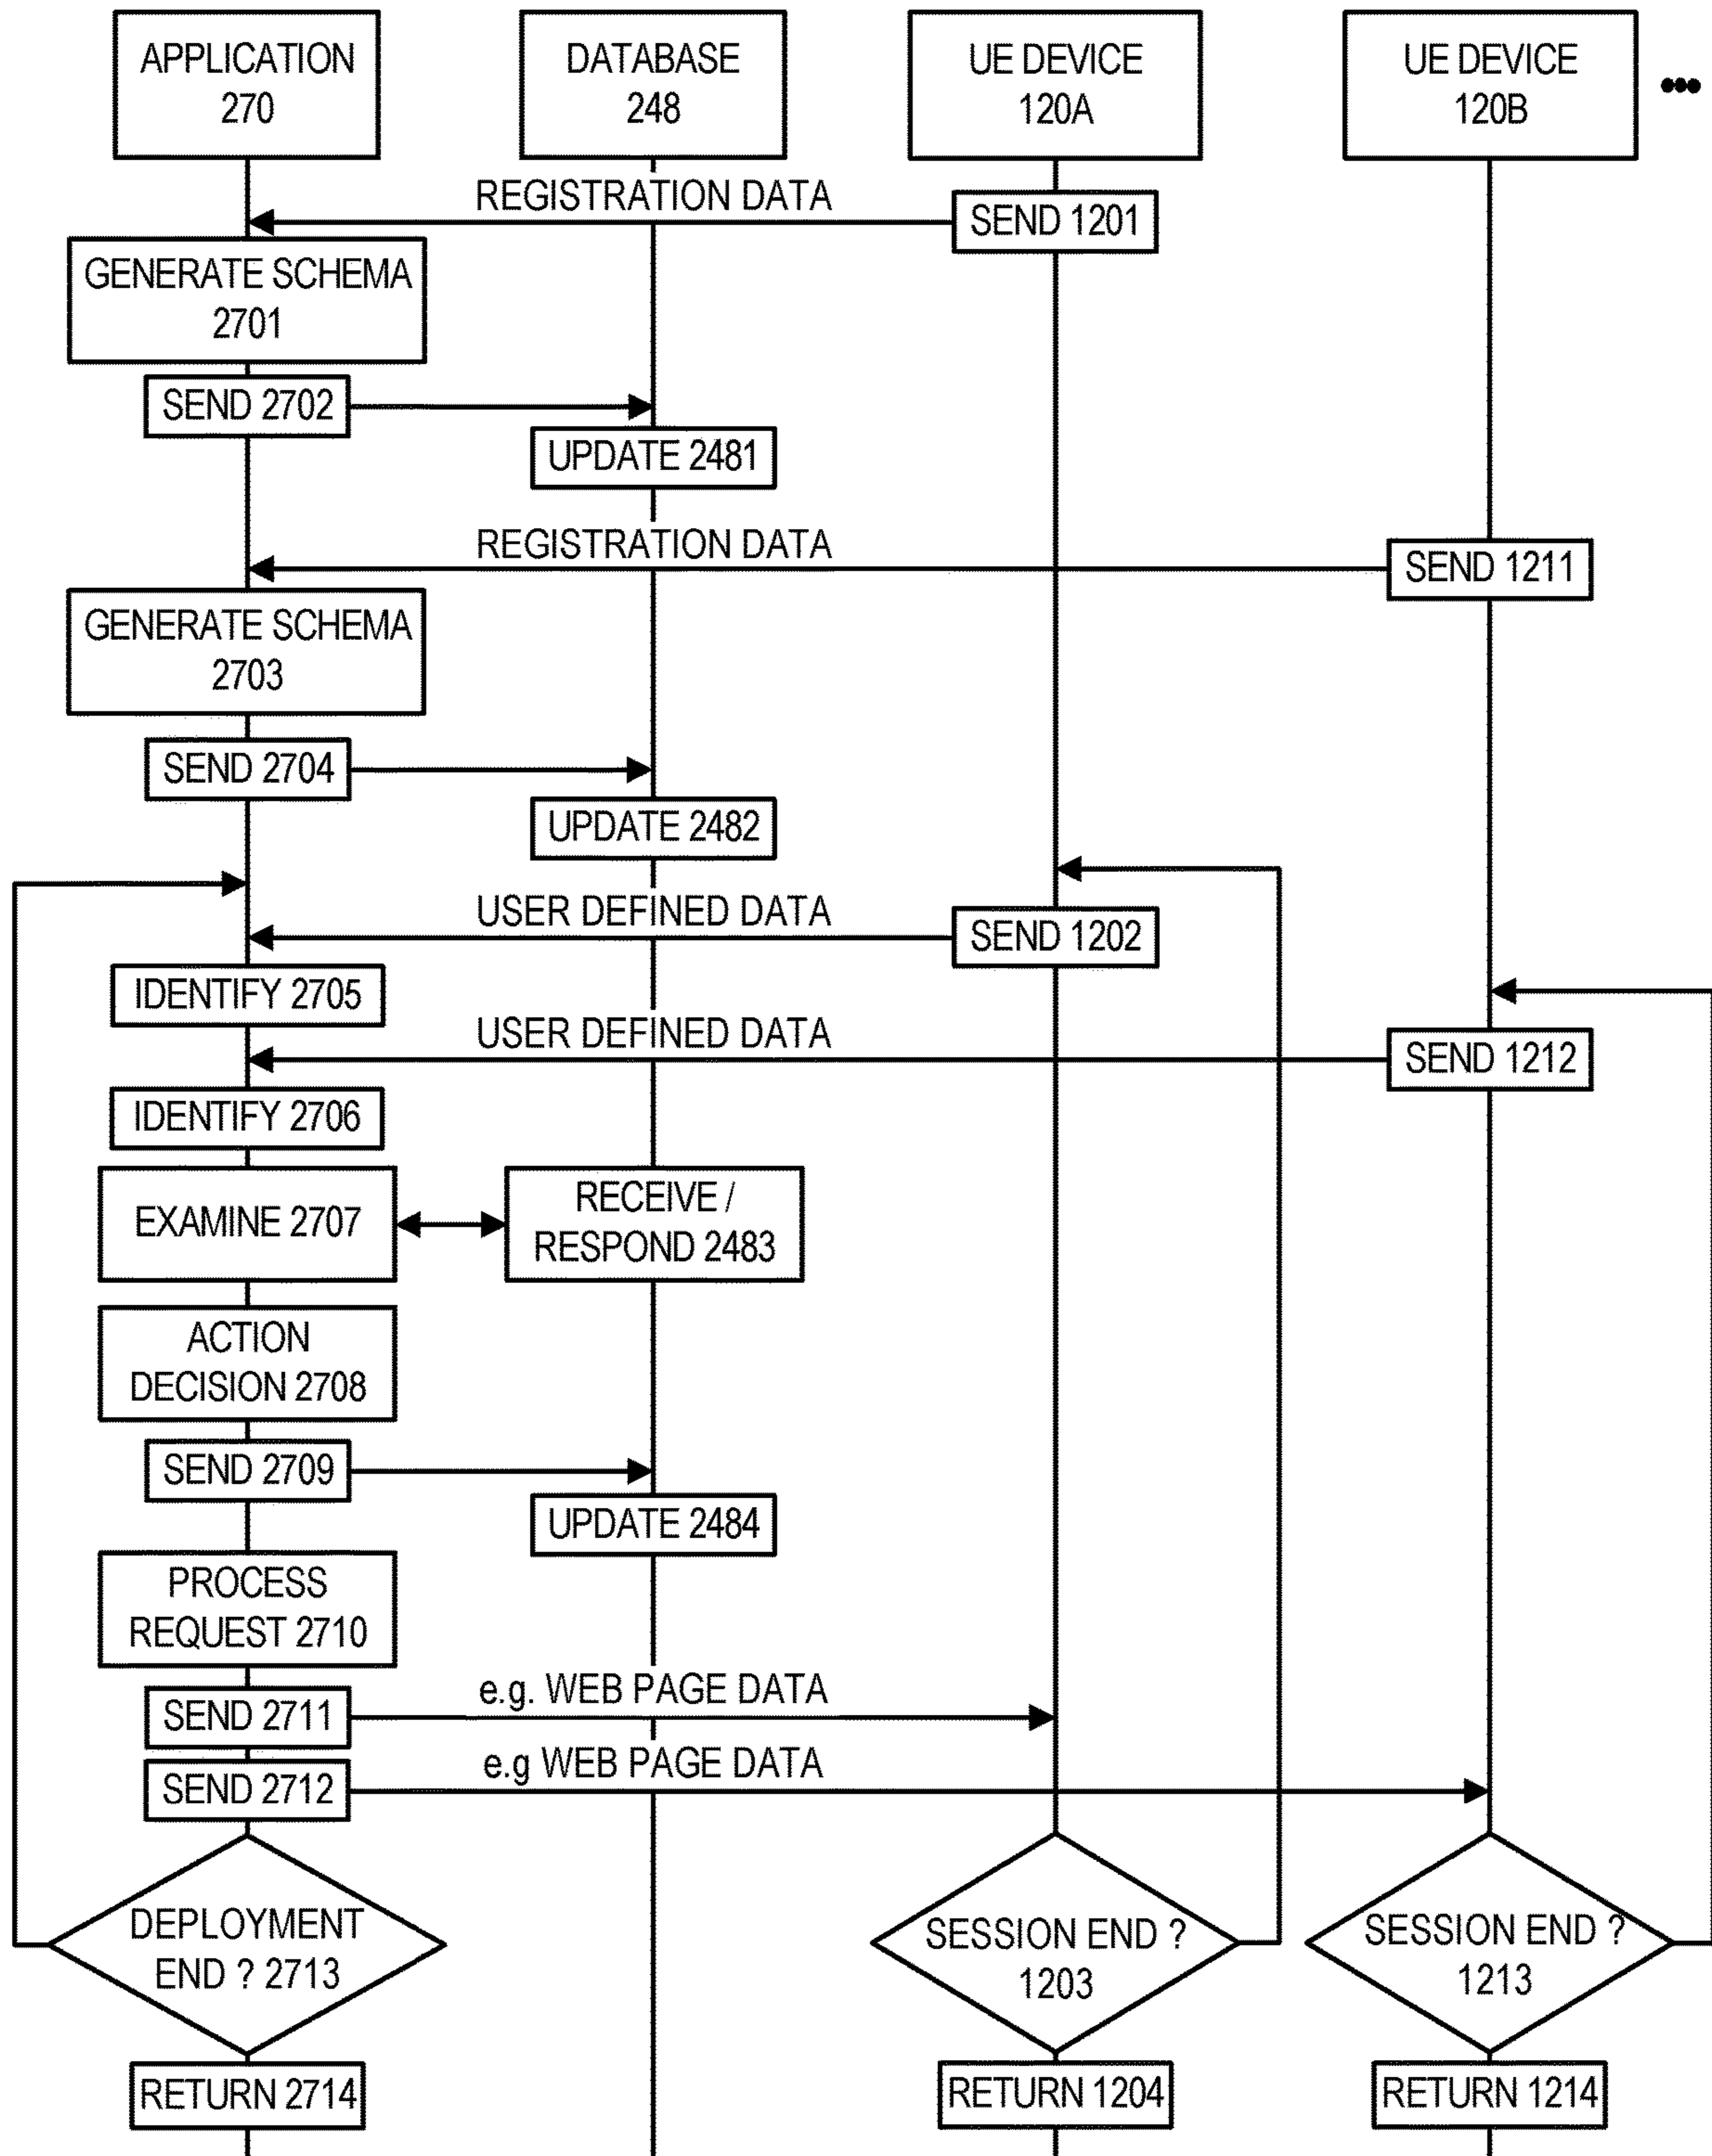 APPLICATION
270
DATABASE
248
UE DEVICE
120A
UE DEVICE
120B
•••
REGISTRATION DATA
SEND 1201
GENERATE SCHEMA
2701
SEND 2702
UPDATE 2481
REGISTRATION DATA
SEND 1211
GENERATE SCHEMA
2703
SEND 2704
UPDATE 2482
USER DEFINED DATA
SEND 1202
IDENTIFY 2705
USER DEFINED DATA
SEND 1212
IDENTIFY 2706
EXAMINE 2707
RECEIVE /
RESPOND 2483
ACTION
DECISION 2708
SEND 2709
UPDATE 2484
PROCESS
REQUEST 2710
e.g. WEB PAGE DATA
SEND 2711
e.g WEB PAGE DATA
SEND 2712
DEPLOYMENT
END ? 2713
SESSION END ?
1203
SESSION END ?
1213
RETURN 2714
RETURN 1204
RETURN 1214